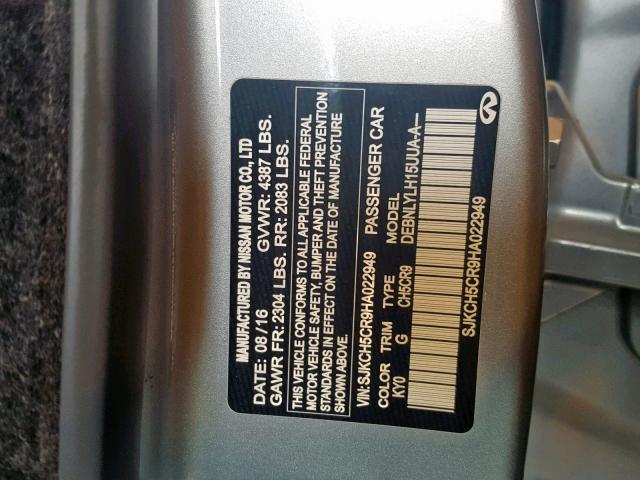 MANUFACTURED BY NISSAN MOTOR CO., LTD
DATE: 08/16 GVWR: 4387 LBS.
GAWR FR: 2304 LBS. RR: 2083 LBS.
THIS VEHICLE CONFORMS TO ALL APPLICABLE FEDERAL
MOTOR VEHICLE SAFETY, BUMPER AND THEFT PREVENTION
STANDARDS IN EFFECT ON THE DATE OF MANUFACTURE
SHOWN ABOVE.
VIN:SJKCH5CR9HA022949 PASSENGER CAR
COLOR TRIM TYPE MODEL
KY0 G CH5CR9 DEBNLYLH15UUA-A—
SJKCH5CR9HA022949